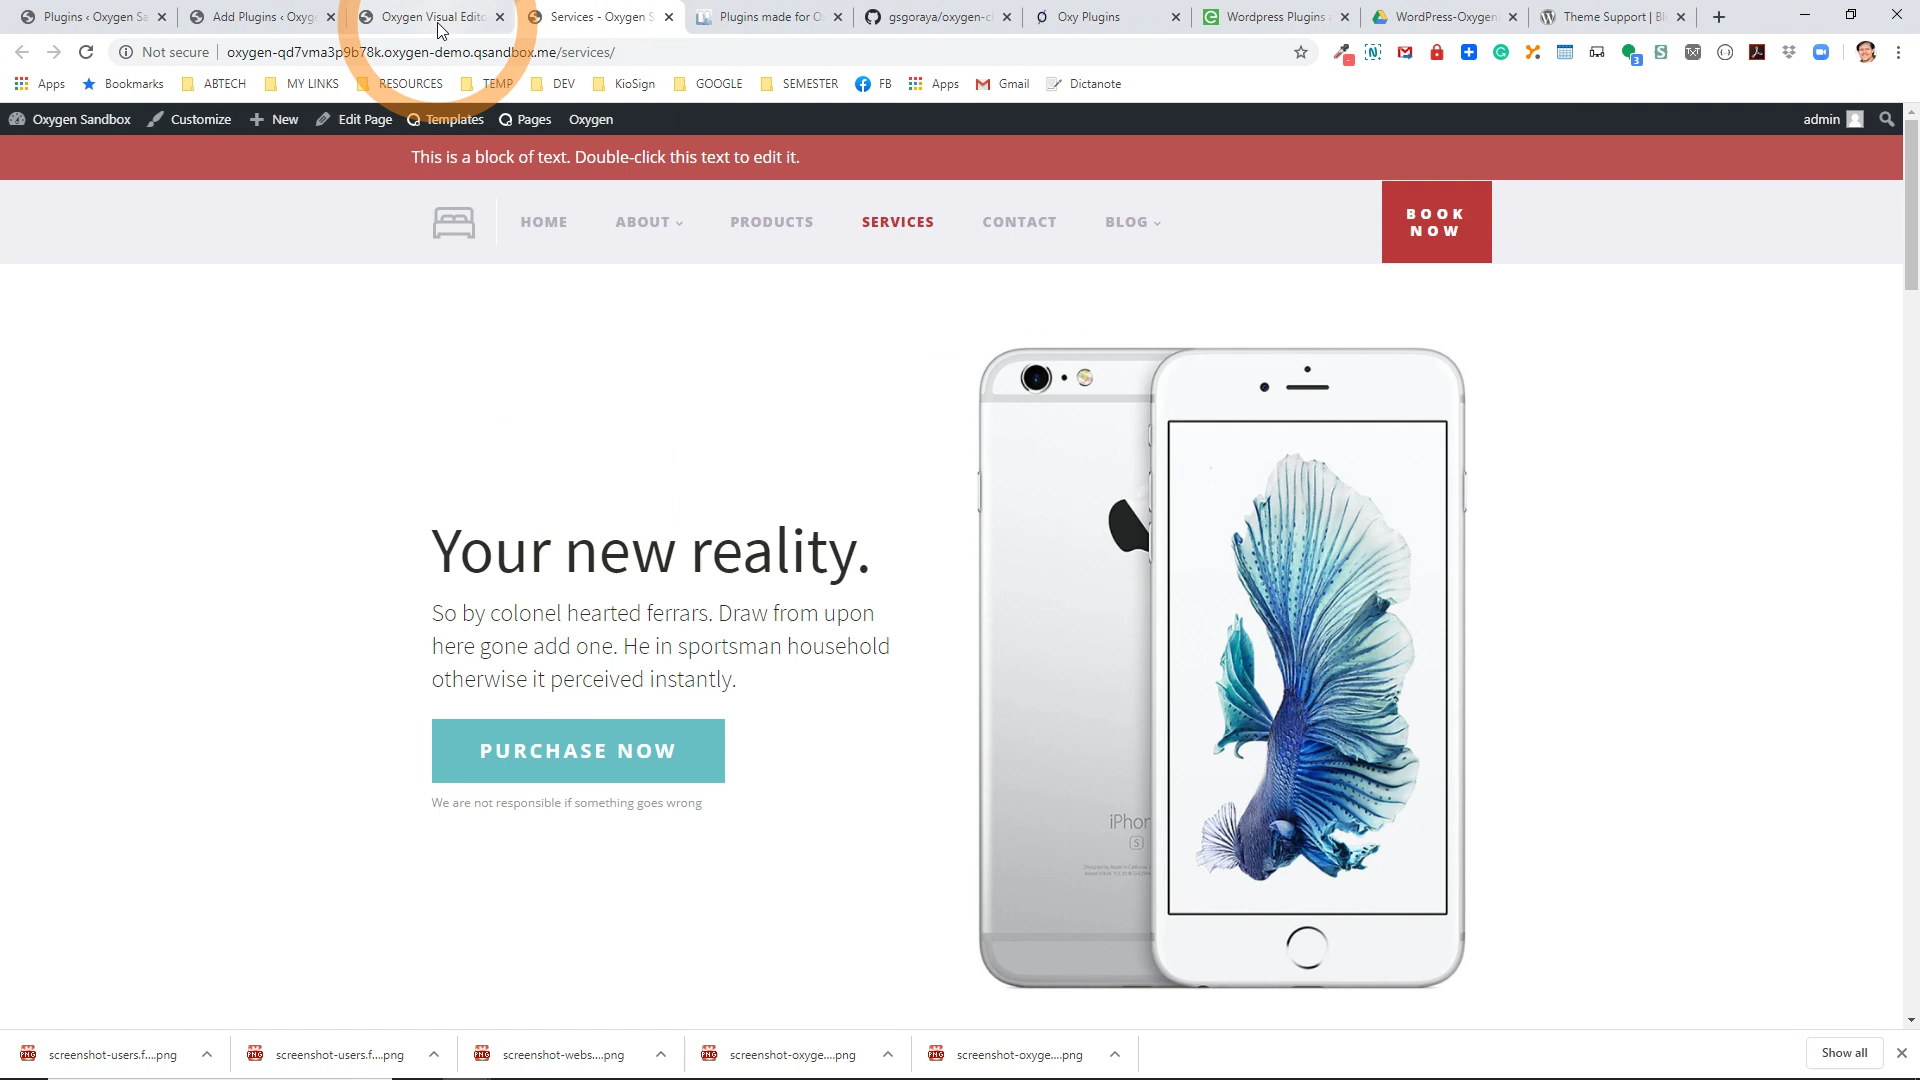 Plugins ‹ Oxygen Sa
Add Plugins ‹ Oxyge
Oxygen Visual Edito
Services - Oxygen S
Plugins made for O
gsgoraya/oxygen-c
Oxy Plugins
Wordpress Plugins a
WordPress-Oxygen
Theme Support | Bl
Not secure
oxygen-qd7vma3p9b78k.oxygen-demo.qsandbox.me/services/
3
TXT
Apps
Bookmarks
ABTECH
MY LINKS
RESOURCES
TEMP
DEV
KioSign
GOOGLE
SEMESTER
FB
Apps
Gmail
Dictanote
Oxygen Sandbox
Customize
New
Edit Page
Templates
Pages
Oxygen
admin
This is a block of text. Double-click this text to edit it.
HOME
ABOUT
PRODUCTS
SERVICES
CONTACT
BLOG
BOOK
NOW
Your new reality.
So by colonel hearted ferrars. Draw from upon
here gone add one. He in sportsman household
otherwise it perceived instantly.
PURCHASE NOW
We are not responsible if something goes wrong
iPhon
S
screenshot-users.f....png
screenshot-users.f....png
screenshot-webs....png
screenshot-oxyge....png
screenshot-oxyge....png
Show all